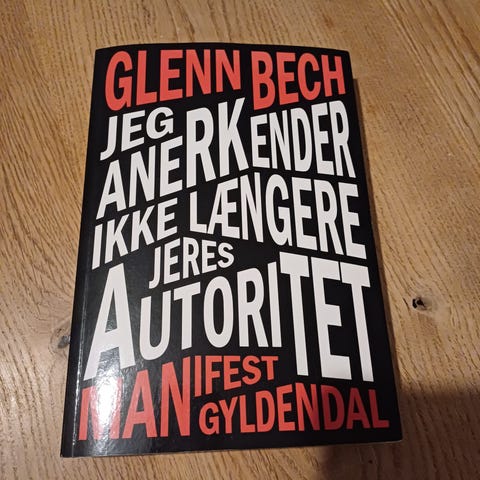 GLENN BECH
JEG
ANERKENDER
IKKE LÆNGERE
JERES
AUTORITET
MANIFEST
GYLDENDAL